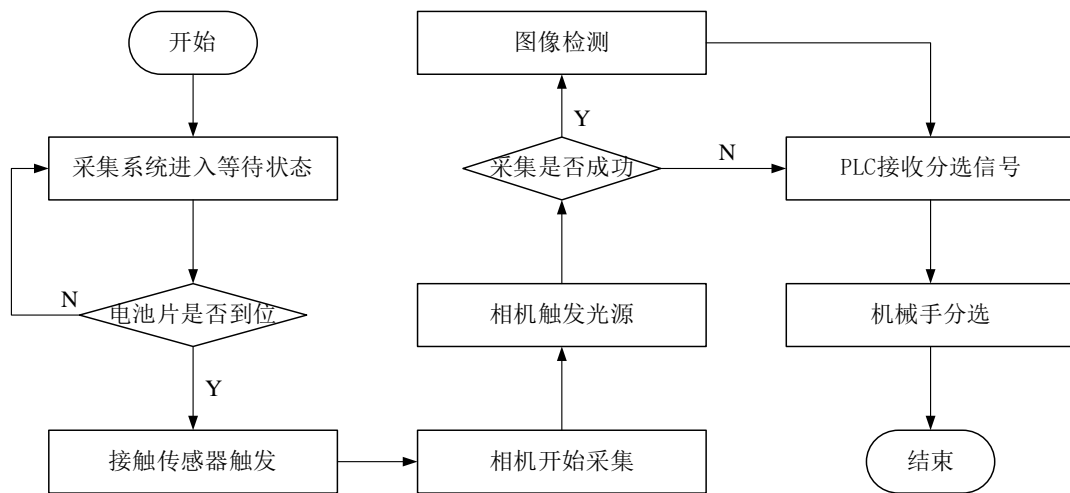 开始
采集系统进入等待状态
N
电池片是否到位
Y
接触传感器触发
相机开始采集
相机触发光源
采集是否成功
Y
N
图像检测
PLC接收分选信号
机械手分选
结束